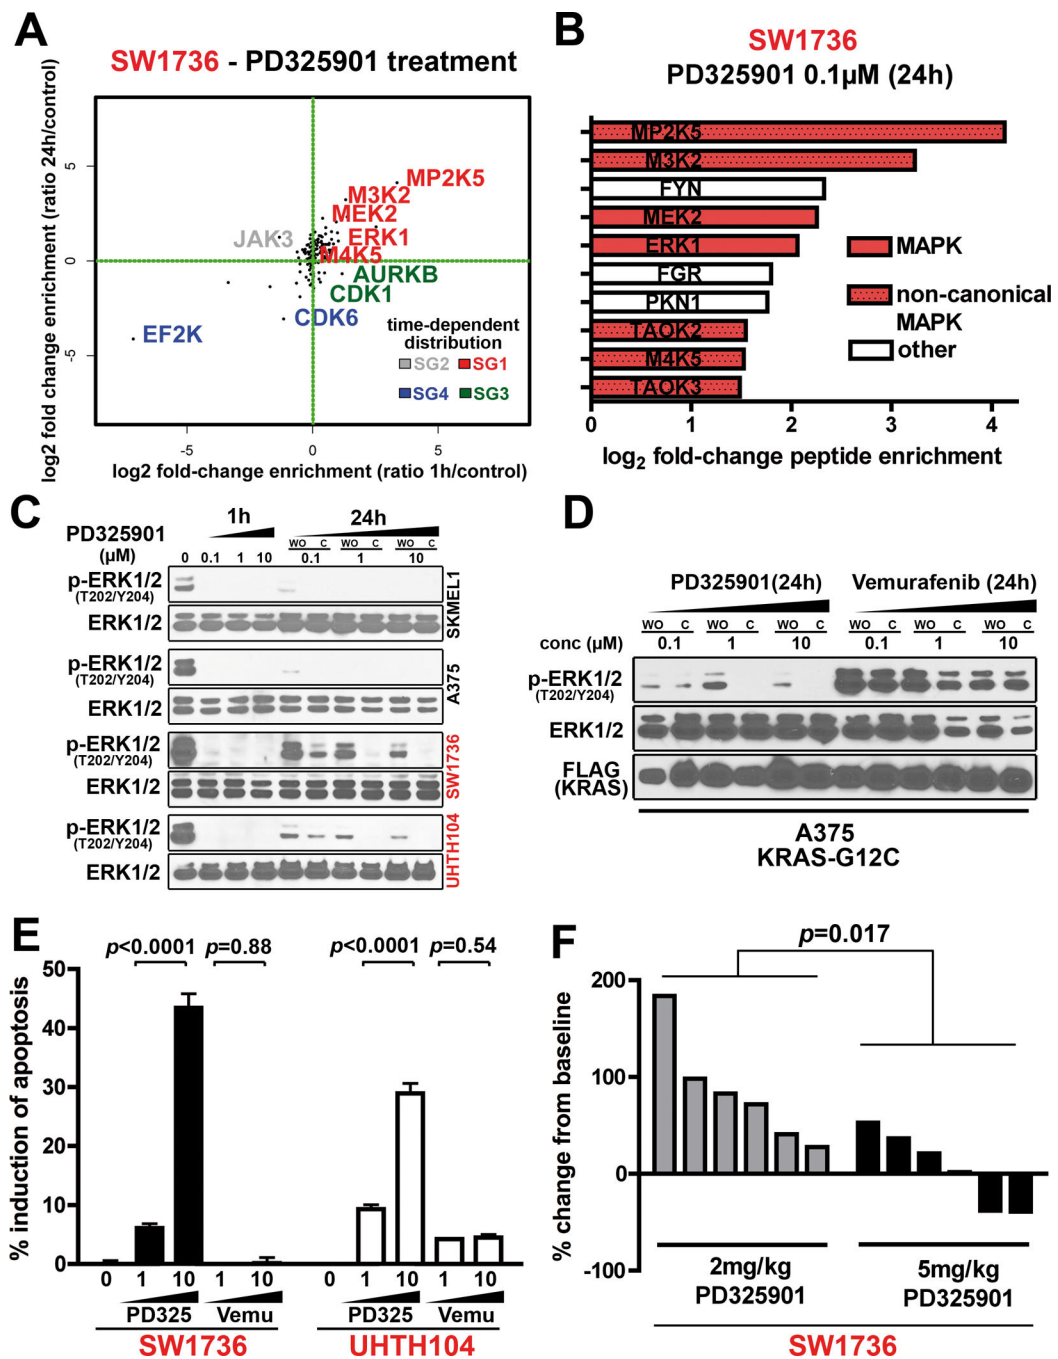 A
SW1736 - PD325901 treatment
log2 fold change enrichment (ratio 24h/control)
5
0
-5
MP2K5
M3K2
MEK2
JAK3
ERK1
M4K5
AURKB
CDK1
CDK6
EF2K
time-dependent
distribution
SG2 SG1
SG4 SG3
-5 0 5
log2 fold-change enrichment (ratio 1h/control)
B
SW1736
PD325901 0.1µM (24h)
MP2K5
M3K2
FYN
MEK2
ERK1
FGR
PKN1
TAOK2
M4K5
TAOK3
MAPK
non-canonical
MAPK
other
0 1 2 3 4
log2 fold-change peptide enrichment
C
1h 24h
PD325901
(µM)
WO C WO C WO C
0 0.1 1 10 0.1 1 10
p-ERK1/2
(T202/Y204)
ERK1/2
SKMEL1
p-ERK1/2
(T202/Y204)
ERK1/2
A375
p-ERK1/2
(T202/Y204)
ERK1/2
SW1736
p-ERK1/2
(T202/Y204)
ERK1/2
UHTH104
D
PD325901(24h) Vemurafenib (24h)
WO C WO C WO C WO C WO C WO C
conc (µM) 0.1 1 10 0.1 1 10
p-ERK1/2
(T202/Y204)
ERK1/2
FLAG
(KRAS)
A375
KRAS-G12C
E
p<0.0001 p=0.88 p<0.0001 p=0.54
% induction of apoptosis
50
40
30
20
10
0
0 1 10 1 10 0 1 10 1 10
PD325 Vemu PD325 Vemu
SW1736 UHTH104
F
p=0.017
% change from baseline
200
100
0
-100
2mg/kg
PD325901
5mg/kg
PD325901
SW1736